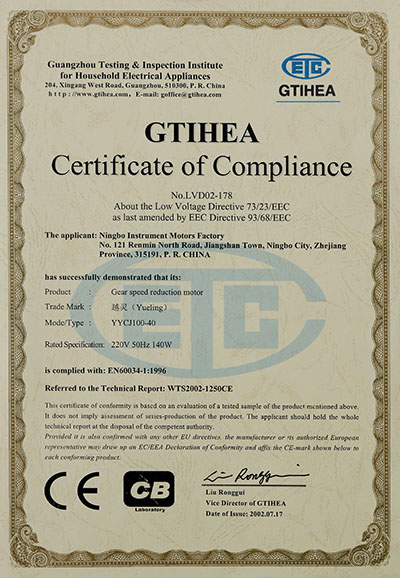 Guangzhou Testing & Inspection Institute
for Household Electrical Appliances
204. Xingang West Road, Guangzhou, 510300, P. R. China
http://www.gtihea.com, E-mail: goffice@gtihea.com
ETC
GTIHEA
GTIHEA
Certificate of Compliance
No.LVD02-178
About the Low Voltage Directive 73/23/EEC
as last amended by EEC Directive 93/68/EEC
The applicant: Ningbo Instrument Motors Factory
No. 121 Renmin North Road, Jiangshan Town, Ningbo City, Zhejiang
Province, 315191, P. R. CHINA
has successfully demonstrated that its:
Product : Gear speed reduction motor
Trade Mark : 越灵 (Yueling)
Mode/Type : YYCJ100-40
Rated Specification: 220V 50Hz 140W
is complied with: EN60034-1:1996
Referred to the Technical Report: WTS2002-1250CE
This certificate of conformity is based on an evaluation of a tested sample of the product mentioned above.
It does not imply assessment of series-production of the product. The applicant should hold the whole
technical report at the disposal of the competent authority.
Provided it is also confirmed with any other EU directives, the manufacturer or its authorized European
representative may draw up an EC/EEA Declaration of Conformity and affix the CE-mark shown below to
each conforming product.
CE
CB
Laboratory
Liu Ronggui
Liu Ronggui
Vice Director of GTIHEA
Date of Issue: 2002.07.17